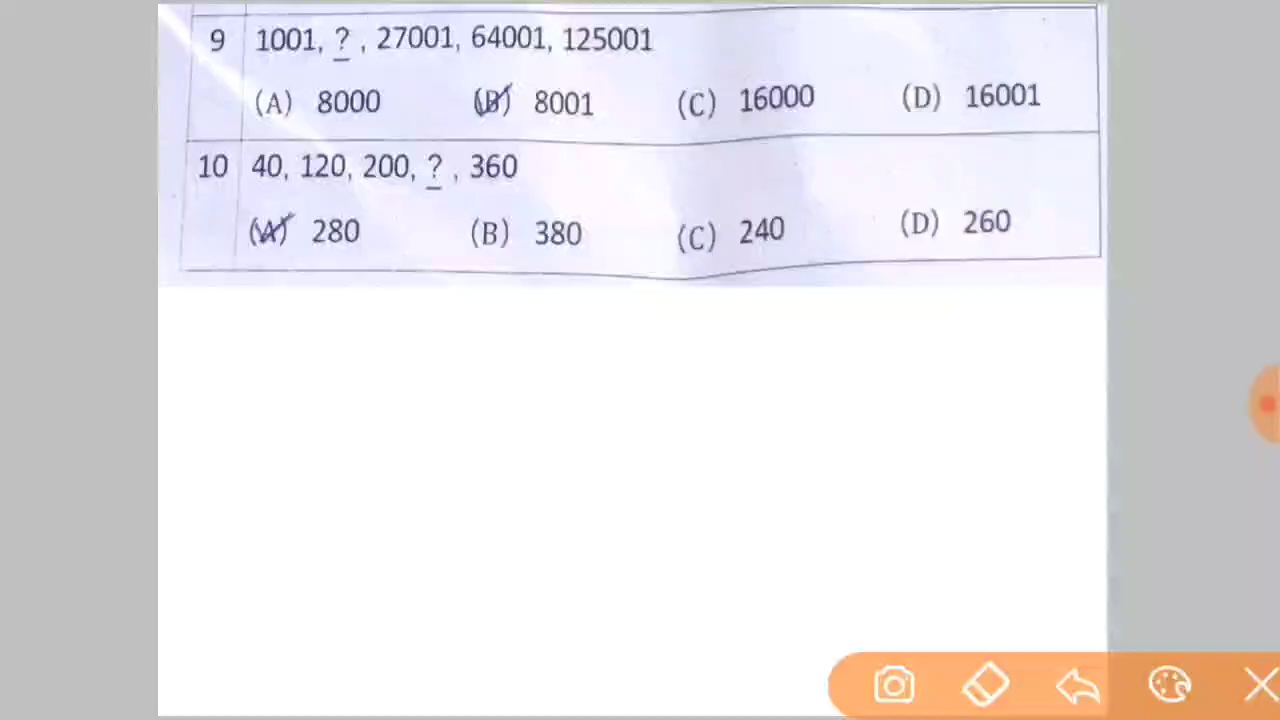 9 1001, ? , 27001, 64001, 125001
(A) 8000 (B) 8001 (C) 16000 (D) 16001
10 40, 120, 200, ? , 360
(A) 280 (B) 380 (C) 240 (D) 260